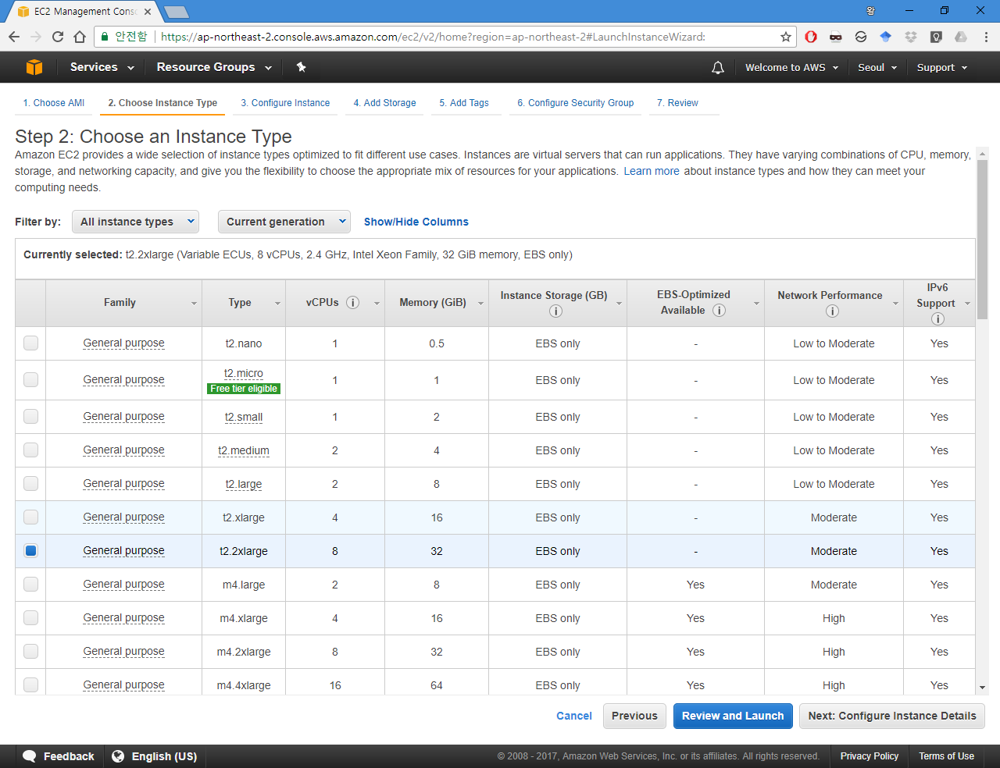 EC2 Management Cons
왕
안전함
https://ap-northeast-2.console.aws.amazon.com/ec2/v2/home?region=ap-northeast-2#LaunchInstanceWizard:
Services Resource Groups Welcome to AWS Seoul Support
1. Choose AMI 2. Choose Instance Type 3. Configure Instance 4. Add Storage 5. Add Tags 6. Configure Security Group 7. Review
Step 2: Choose an Instance Type
Amazon EC2 provides a wide selection of instance types optimized to fit different use cases. Instances are virtual servers that can run applications. They have varying combinations of CPU, memory,
storage, and networking capacity, and give you the flexibility to choose the appropriate mix of resources for your applications. Learn more about instance types and how they can meet your
computing needs.
Filter by: All instance types Current generation Show/Hide Columns
Currently selected: t2.2xlarge (Variable ECUs, 8 vCPUs, 2.4 GHz, Intel Xeon Family, 32 GiB memory, EBS only)
Family Type vCPUs Memory (GiB) Instance Storage (GB) EBS-Optimized Available Network Performance IPv6 Support
General purpose t2.nano 1 0.5 EBS only - Low to Moderate Yes
General purpose t2.micro Free tier eligible 1 1 EBS only - Low to Moderate Yes
General purpose t2.small 1 2 EBS only - Low to Moderate Yes
General purpose t2.medium 2 4 EBS only - Low to Moderate Yes
General purpose t2.large 2 8 EBS only - Low to Moderate Yes
General purpose t2.xlarge 4 16 EBS only - Moderate Yes
General purpose t2.2xlarge 8 32 EBS only - Moderate Yes
General purpose m4.large 2 8 EBS only Yes Moderate Yes
General purpose m4.xlarge 4 16 EBS only Yes High Yes
General purpose m4.2xlarge 8 32 EBS only Yes High Yes
General purpose m4.4xlarge 16 64 EBS only Yes High Yes
Cancel Previous Review and Launch Next: Configure Instance Details
Feedback English (US) © 2008 - 2017, Amazon Web Services, Inc. or its affiliates. All rights reserved. Privacy Policy Terms of Use